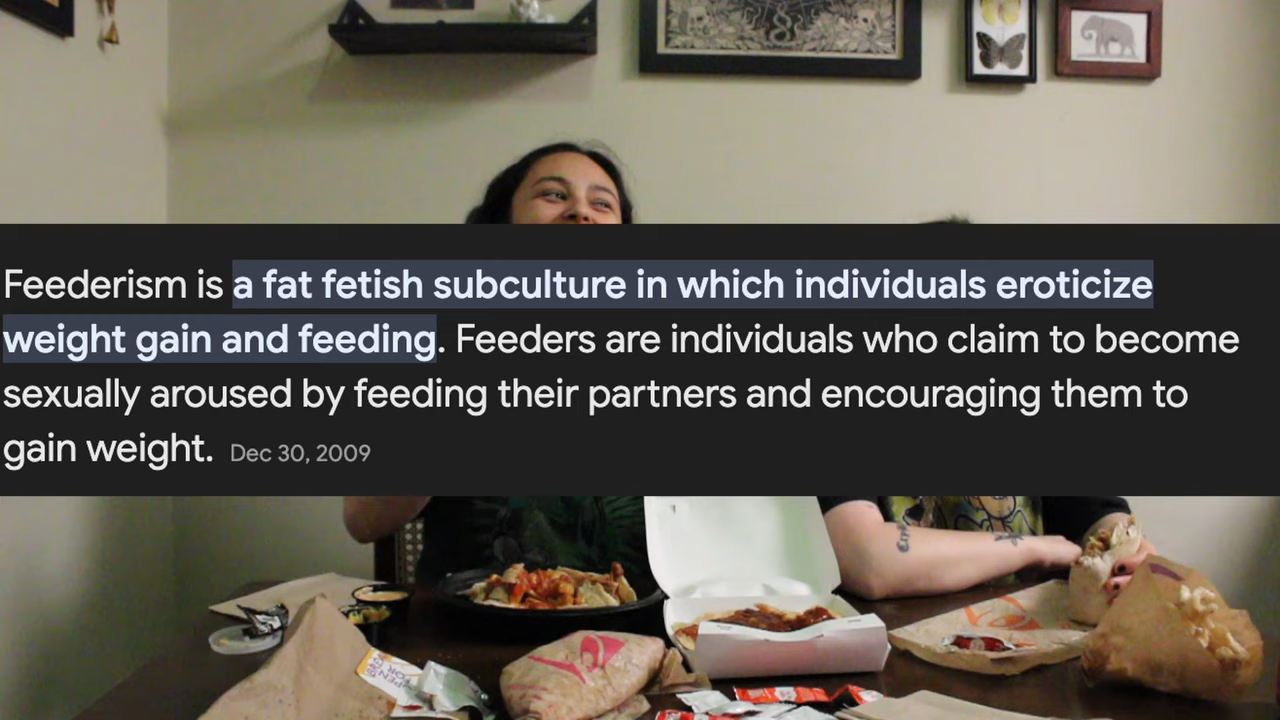 Feederism is a fat fetish subculture in which individuals eroticize
weight gain and feeding. Feeders are individuals who claim to become
sexually aroused by feeding their partners and encouraging them to
gain weight. Dec 30, 2009